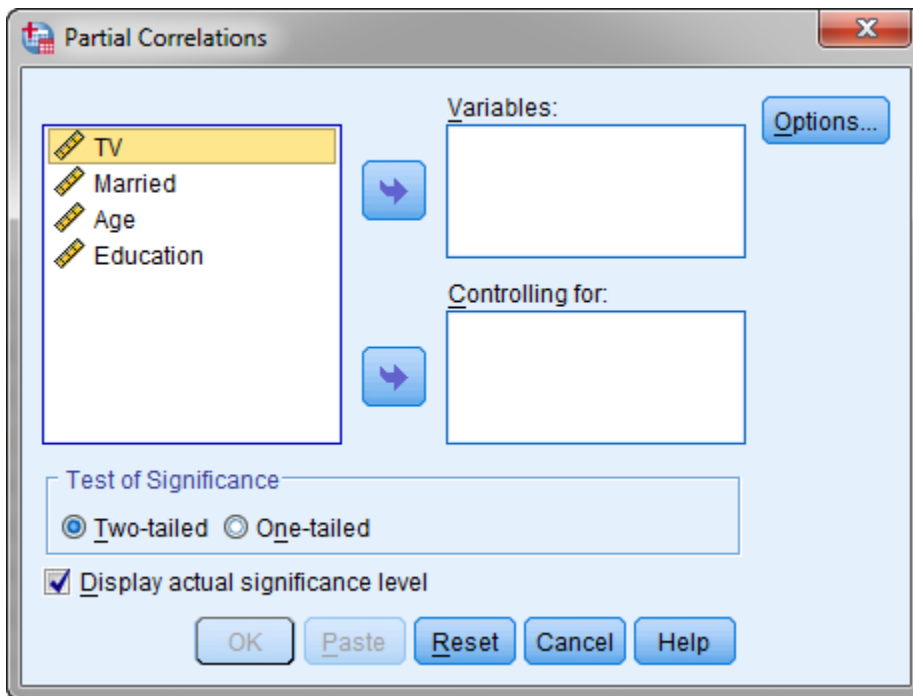 Partial Correlations
Variables:
Options...
TV
Married
Age
Education
Controlling for:
Test of Significance
Two-tailed One-tailed
Display actual significance level
OK Paste Reset Cancel Help